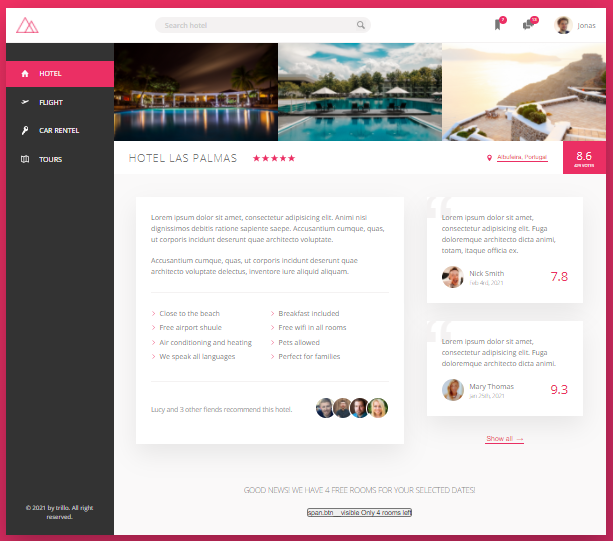 Search hotel
Jonas
HOTEL
FLIGHT
CAR RENTEL
TOURS
HOTEL LAS PALMAS
Albufeira, Portugal
8.6
Lorem ipsum dolor sit amet, consectetur adipisicing elit. Animi nisi
dignissimos debitis ratione sapiente saepe. Accusantium cumque, quas,
ut corporis incidunt deserunt quae architecto voluptate.
Accusantium cumque, quas, ut corporis incidunt deserunt quae
architecto voluptate delectus, inventore iure aliquid aliquam.
Close to the beach
Breakfast included
Free airport shuule
Free wifi in all rooms
Air conditioning and heating
Pets allowed
We speak all languages
Perfect for families
Lucy and 3 other fiends recommend this hotel.
Lorem ipsum dolor sit amet,
consectetur adipisicing elit. Fuga
doloremque architecto dicta animi,
totam, itaque officia ex.
Nick Smith
Feb 4rd, 2021
7.8
Lorem ipsum dolor sit amet,
consectetur adipisicing elit. Fuga
doloremque architecto dicta animi.
Mary Thomas
Jan 25th, 2021
9.3
Show all →
GOOD NEWS! WE HAVE 4 FREE ROOMS FOR YOUR SELECTED DATES!
span.btn__visible Only 4 rooms left
© 2021 by trillo. All right
reserved.